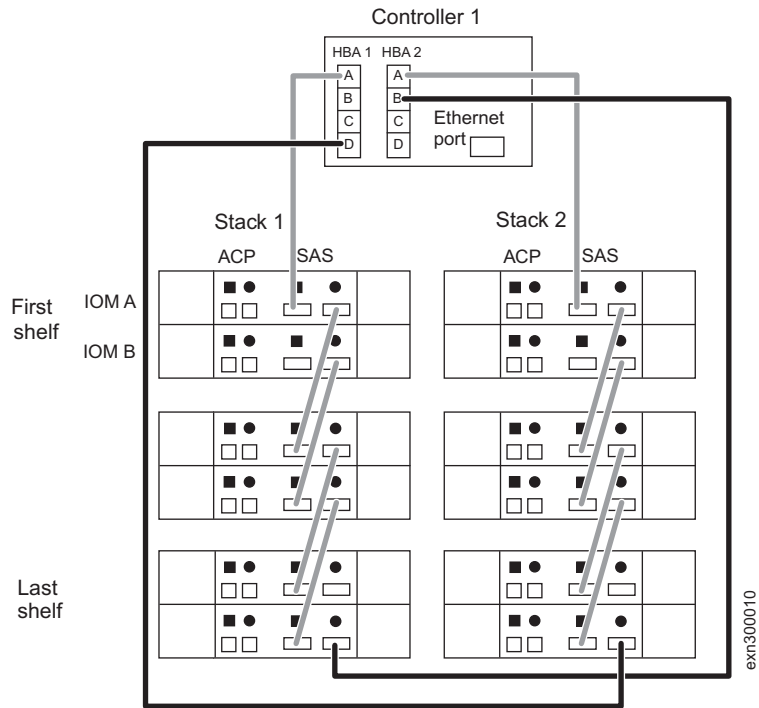 Controller 1
HBA 1 HBA 2
A A
B B
C C
D D
Ethernet
port
Stack 1 Stack 2
ACP SAS ACP SAS
First
shelf
IOM A
IOM B
Last
shelf
exn300010